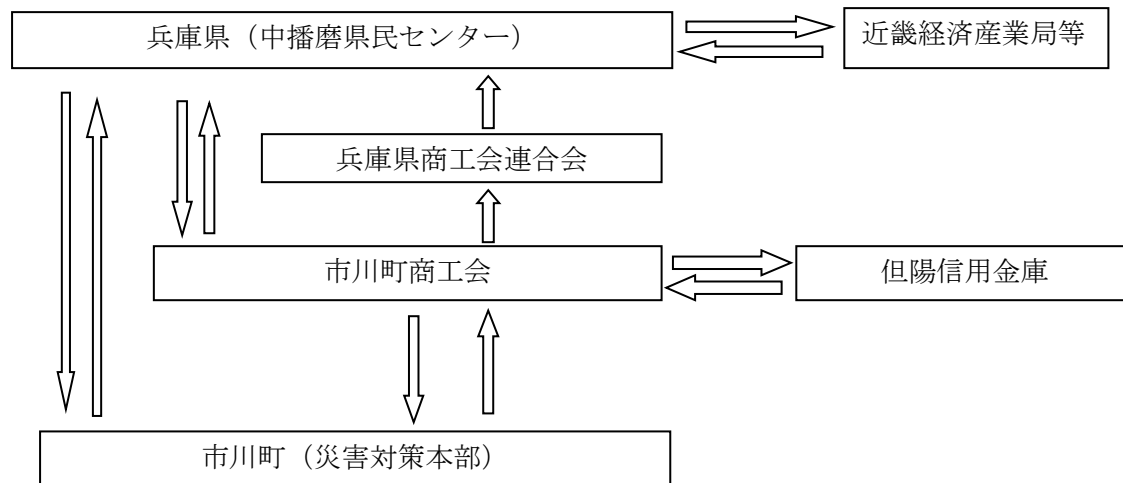 兵庫県（中播磨県民センター）
近畿経済産業局等
兵庫県商工会連合会
市川町商工会
但陽信用金庫
市川町（災害対策本部）